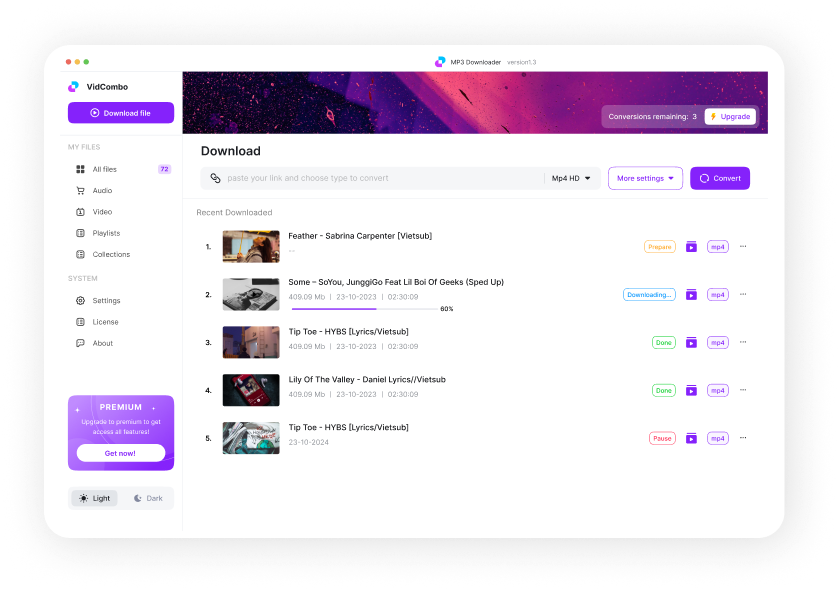 MP3 Downloader version1.3
VidCombo
Download file
Conversions remaining: 3 Upgrade
MY FILES
All files 72
Audio
Video
Playlists
Collections
SYSTEM
Settings
License
About
PREMIUM
Upgrade to premium to get
access all features!
Get now!
Light Dark
Download
paste your link and choose type to convert Mp4 HD More settings Convert
Recent Downloaded
1. Feather - Sabrina Carpenter [Vietsub]
--
Prepare mp4 ...
2. Some – SoYou, JunggiGo Feat Lil Boi Of Geeks (Sped Up)
409.09 Mb | 23-10-2023 | 02:30:09
60%
Downloading... mp4 ...
3. Tip Toe - HYBS [Lyrics/Vietsub]
409.09 Mb | 23-10-2023 | 02:30:09
Done mp4 ...
4. Lily Of The Valley - Daniel Lyrics//Vietsub
409.09 Mb | 23-10-2023 | 02:30:09
Done mp4 ...
5. Tip Toe - HYBS [Lyrics/Vietsub]
23-10-2024
Pause mp4 ...